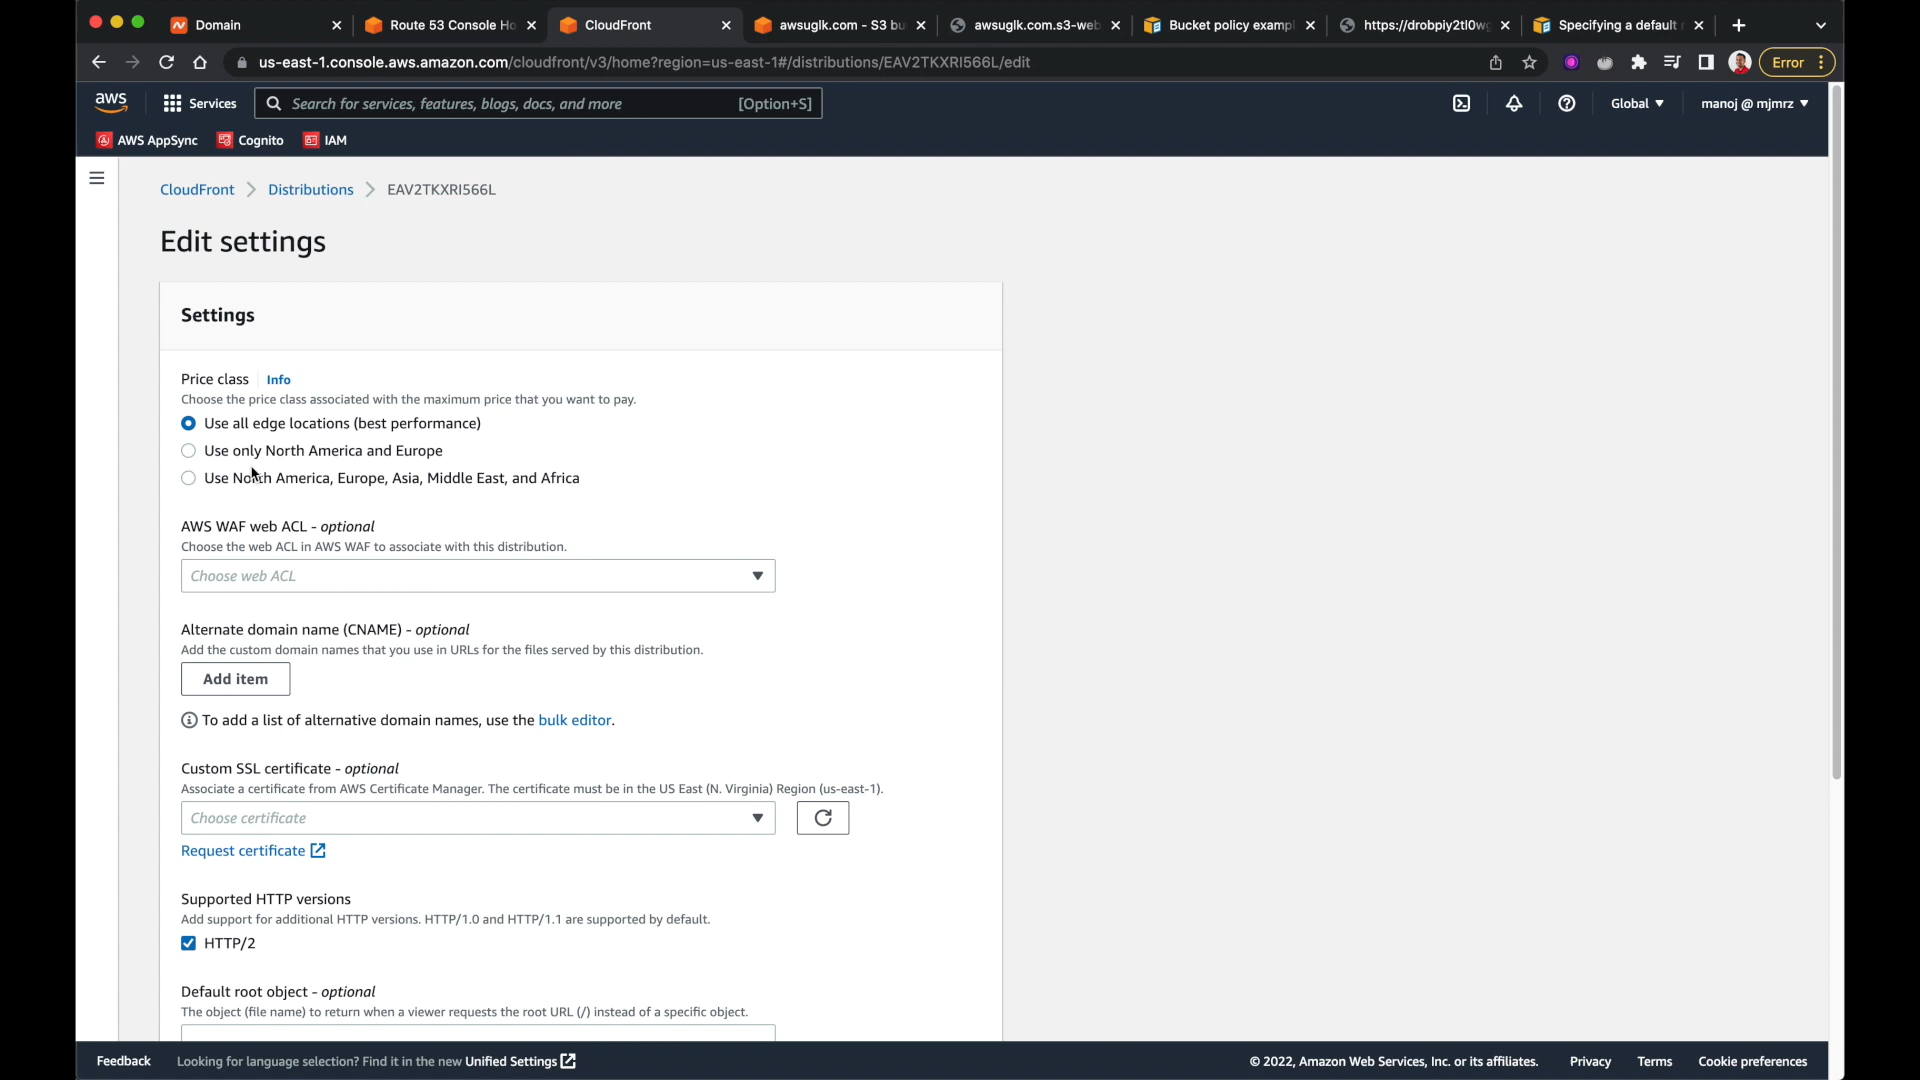 Domain
Route 53 Console Ho
CloudFront
awsuglk.com - S3 bu
awsuglk.com.s3-web
Bucket policy exampl
https://drobpiy2tl0wg
Specifying a default r
us-east-1.console.aws.amazon.com/cloudfront/v3/home?region=us-east-1#/distributions/EAV2TKXRI566L/edit
Error
aws
Services
Search for services, features, blogs, docs, and more
[Option+S]
Global
manoj @ mjmrz
AWS AppSync
Cognito
IAM
CloudFront
Distributions
EAV2TKXRI566L
Edit settings
Settings
Price class
Info
Choose the price class associated with the maximum price that you want to pay.
Use all edge locations (best performance)
Use only North America and Europe
Use North America, Europe, Asia, Middle East, and Africa
AWS WAF web ACL - optional
Choose the web ACL in AWS WAF to associate with this distribution.
Choose web ACL
Alternate domain name (CNAME) - optional
Add the custom domain names that you use in URLs for the files served by this distribution.
Add item
To add a list of alternative domain names, use the bulk editor.
Custom SSL certificate - optional
Associate a certificate from AWS Certificate Manager. The certificate must be in the US East (N. Virginia) Region (us-east-1).
Choose certificate
Request certificate
Supported HTTP versions
Add support for additional HTTP versions. HTTP/1.0 and HTTP/1.1 are supported by default.
HTTP/2
Default root object - optional
The object (file name) to return when a viewer requests the root URL (/) instead of a specific object.
Feedback
Looking for language selection? Find it in the new Unified Settings
© 2022, Amazon Web Services, Inc. or its affiliates.
Privacy
Terms
Cookie preferences